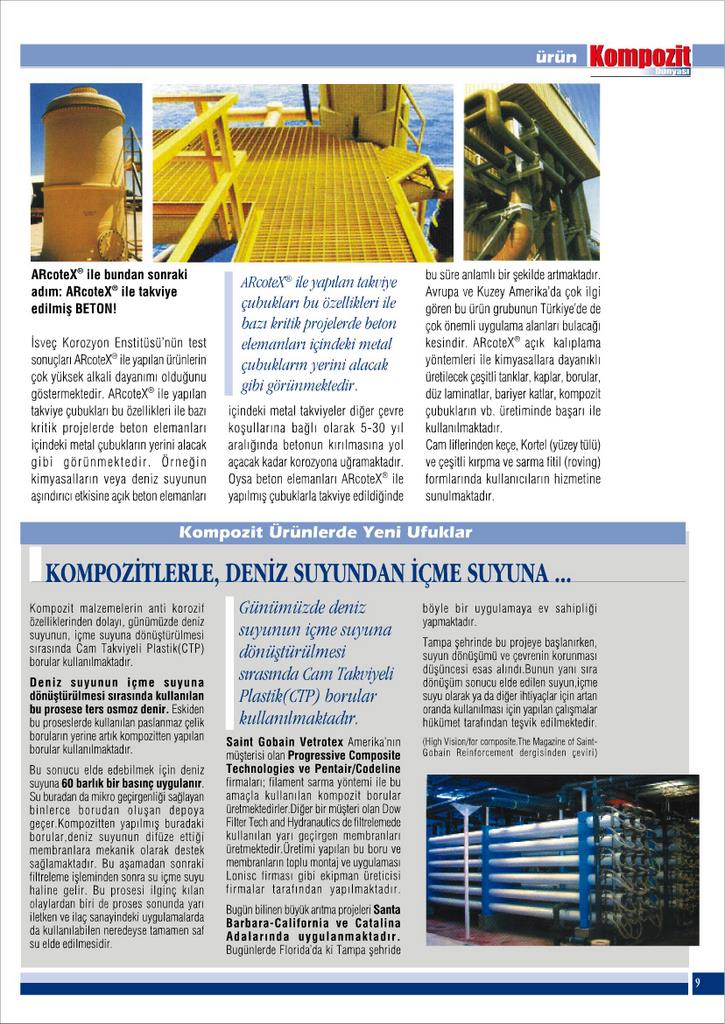 ürün Kompozit
Dünyası
ARcoteX® ile bundan sonraki
adım: ARcoteX® ile takviye
edilmiş BETON!
İsveç Korozyon Enstitüsü'nün test
sonuçları ARcoteX® ile yapılan ürünlerin
çok yüksek alkali dayanımı olduğunu
göstermektedir. ARcoteX® ile yapılan
takviye çubukları bu özellikleri ile bazı
kritik projelerde beton elemanları
içindeki metal çubukların yerini alacak
gibi görünmektedir. Örneğin
kimyasalların veya deniz suyunun
aşındırıcı etkisine açık beton elemanları
ARcoteX® ile yapılan takviye
çubukları bu özellikleri ile
bazı kritik projelerde beton
elemanları içindeki metal
çubukların yerini alacak
gibi görünmektedir.
içindeki metal takviyeler diğer çevre
koşullarına bağlı olarak 5-30 yıl
aralığında betonun kırılmasına yol
açacak kadar korozyona uğramaktadır.
Oysa beton elemanları ARcoteX® ile
yapılmış çubuklarla takviye edildiğinde
bu süre anlamlı bir şekilde artmaktadır.
Avrupa ve Kuzey Amerika'da çok ilgi
gören bu ürün grubunun Türkiye'de de
çok önemli uygulama alanları bulacağı
kesindir. ARcoteX® açık kalıplama
yöntemleri ile kimyasallara dayanıklı
üretilecek çeşitli tanklar, kaplar, borular,
düz laminatlar, bariyer katlar, kompozit
çubukların vb. üretiminde başarı ile
kullanılmaktadır.
Cam liflerinden keçe, Kortel (yüzey tülü)
ve çeşitli kırpma ve sarma fitil (roving)
formlarında kullanıcıların hizmetine
sunulmaktadır.
Kompozit Ürünlerde Yeni Ufuklar
KOMPOZİTLERLE, DENİZ SUYUNDAN İÇME SUYUNA ...
Kompozit malzemelerin anti korozif
özelliklerinden dolayı, günümüzde deniz
suyunun, içme suyuna dönüştürülmesi
sırasında Cam Takviyeli Plastik(CTP)
borular kullanılmaktadır.
Deniz suyunun içme suyuna
dönüştürülmesi sırasında kullanılan
bu prosese ters osmoz denir. Eskiden
bu proseslerde kullanılan paslanmaz çelik
boruların yerine artık kompozitten yapılan
borular kullanılmaktadır.
Bu sonucu elde edebilmek için deniz
suyuna 60 barlık bir basınç uygulanır.
Su buradan da mikro geçirgenliği sağlayan
binlerce borudan oluşan depoya
geçer.Kompozitten yapılmış buradaki
borular,deniz suyunun difüze ettiği
membranlara mekanik olarak destek
sağlamaktadır. Bu aşamadan sonraki
filtreleme işleminden sonra su içme suyu
haline gelir. Bu prosesi ilginç kılan
olaylardan biri de proses sonunda yarı
iletken ve ilaç sanayindeki uygulamalarda
da kullanılabilen neredeyse tamamen saf
su elde edilmesidir.
Günümüzde deniz
suyunun içme suyuna
dönüştürülmesi
sırasında Cam Takviyeli
Plastik(CTP) borular
kullanılmaktadır.
Saint Gobain Vetrotex Amerika'nın
müşterisi olan Progressive Composite
Technologies ve Pentair/Codeline
firmaları; filament sarma yöntemi ile bu
amaçla kullanılan kompozit borular
üretmektedirler.Diğer bir müşteri olan Dow
Filter Tech and Hydranautics de filtrelemede
kullanılan yarı geçirgen membranları
üretmektedir.Üretimi yapılan bu boru ve
membranların toplu montaj ve uygulaması
Lonisc firması gibi ekipman üreticisi
firmalar tarafından yapılmaktadır.
Bugün bilinen büyük arıtma projeleri Santa
Barbara-California ve Catalina
Adalarında uygulanmaktadır.
Bugünlerde Florida'da ki Tampa şehride
böyle bir uygulamaya ev sahipliği
yapmaktadır.
Tampa şehrinde bu projeye başlanırken,
suyun dönüşümü ve çevrenin korunması
düşüncesi esas alındı.Bunun yanı sıra
dönüşüm sonucu elde edilen suyun,içme
suyu olarak ya da diğer ihtiyaçlar için artan
oranda kullanılması için yapılan çalışmalar
hükümet tarafından teşvik edilmektedir.
(High Vision/for composite.The Magazine of Saint-
Gobain Reinforcement dergisinden çeviri)
9